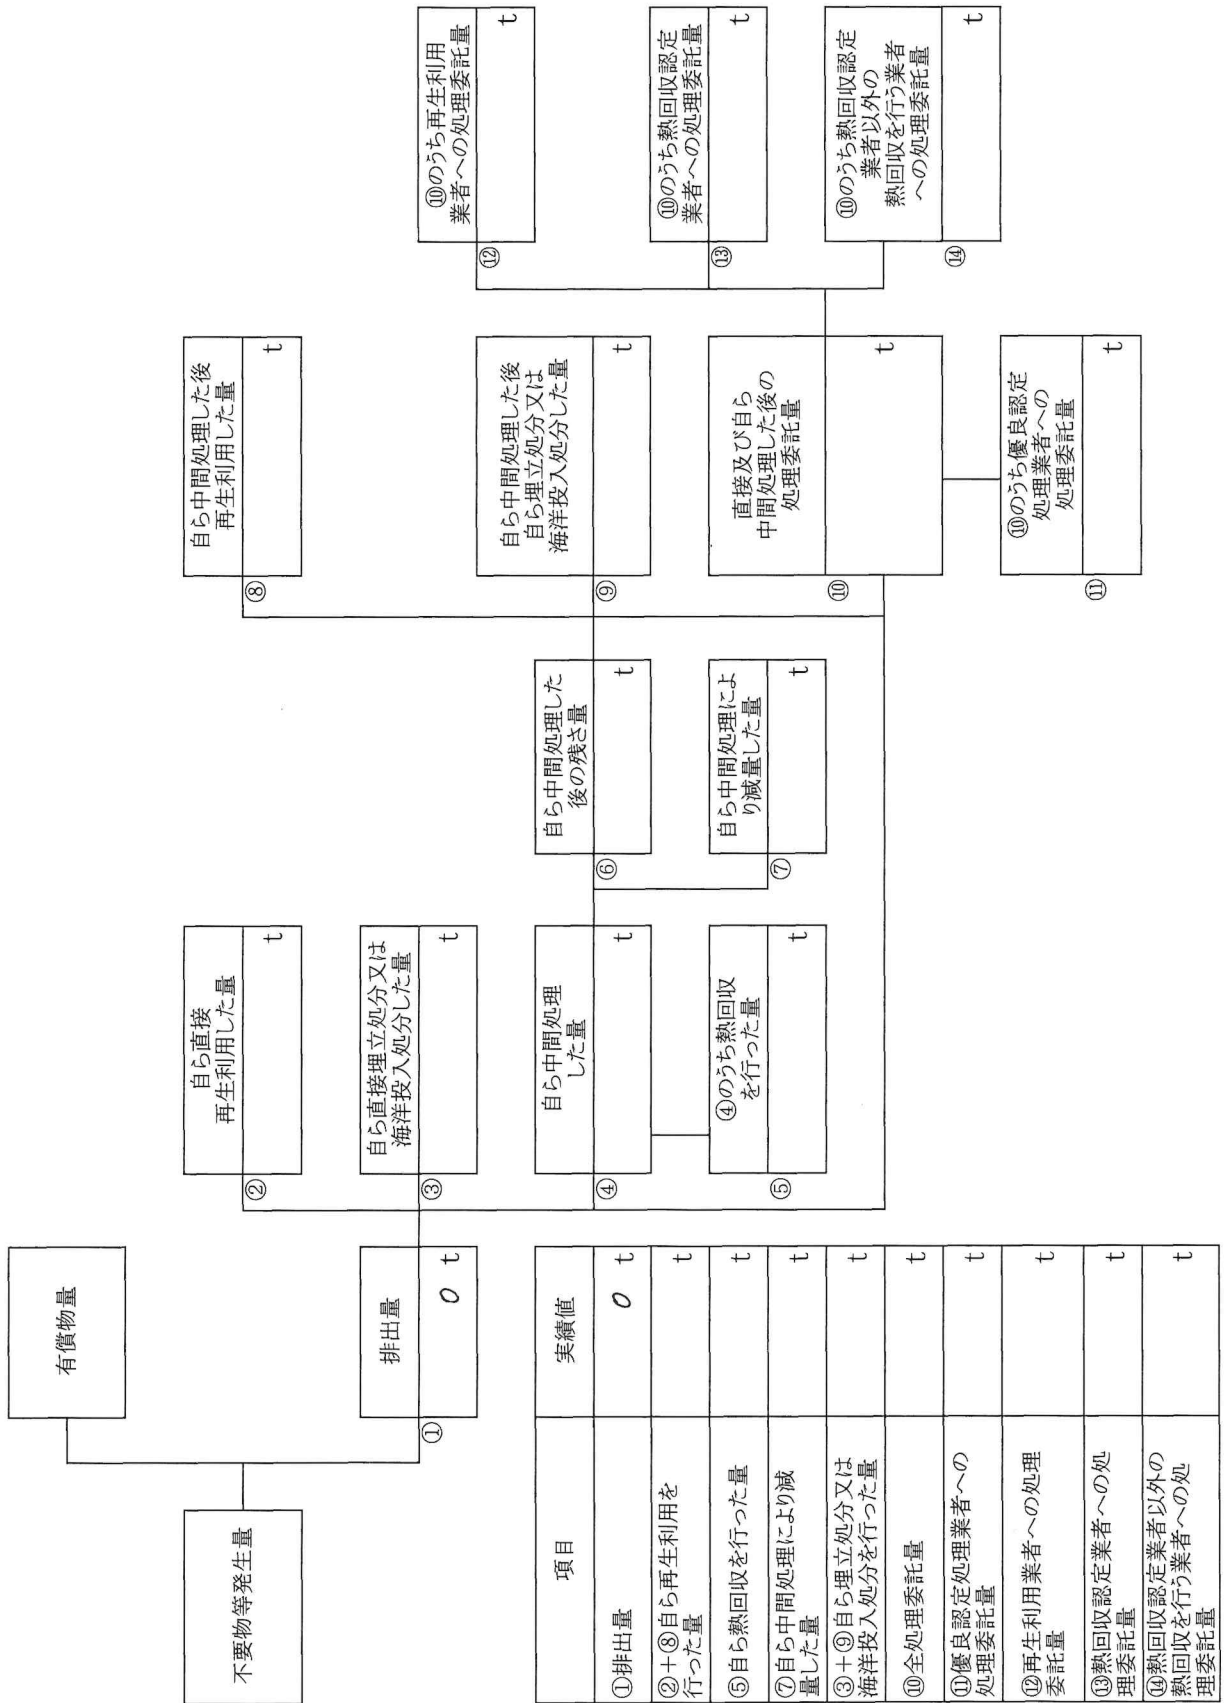 不要物等発生量
有償物量
①
排出量
0 t
②
自ら直接
再生利用した量
t
③
自ら直接埋立処分又は
海洋投入処分した量
t
④
自ら中間処理
した量
t
⑤
④のうち熱回収
を行った量
t
⑥
自ら中間処理した
後の残さ量
t
⑦
自ら中間処理によ
り減量した量
t
⑧
自ら中間処理した後
再生利用した量
t
⑨
自ら中間処理した後
自ら埋立処分又は
海洋投入処分した量
t
⑩
直接及び自ら
中間処理した後の
処理委託量
t
⑪
⑩のうち優良認定
処理業者への
処理委託量
t
⑫
⑩のうち再生利用
業者への処理委託量
t
⑬
⑩のうち熱回収認定
業者への処理委託量
t
⑭
⑩のうち熱回収認定
業者以外の
熱回収を行う業者
への処理委託量
t
項目 実績値
①排出量 0 t
②+⑧自ら再生利用を
行った量 t
⑤自ら熱回収を行った量 t
⑦自ら中間処理により減
量した量 t
③+⑨自ら埋立処分又は
海洋投入処分を行った量 t
⑩全処理委託量 t
⑪優良認定処理業者への
処理委託量 t
⑫再生利用業者への処理
委託量 t
⑬熱回収認定業者への処
理委託量 t
⑭熱回収認定業者以外の
熱回収を行う業者への処
理委託量 t